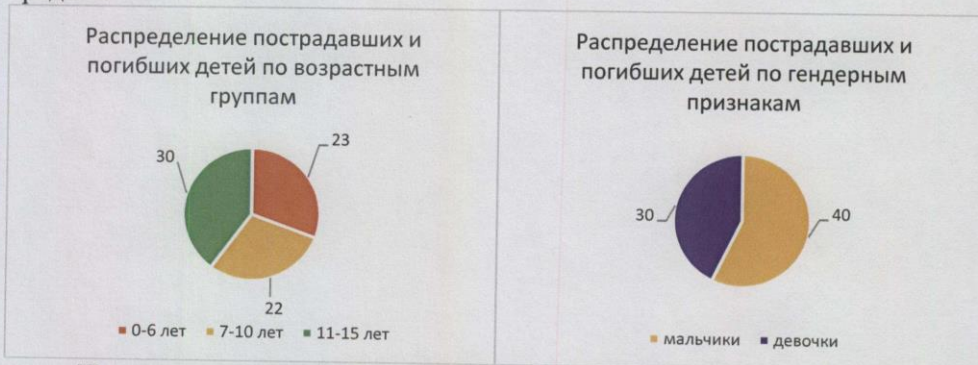 Распределение пострадавших и
погибших детей по возрастным
группам
30
23
22
0-6 лет 7-10 лет 11-15 лет
Распределение пострадавших и
погибших детей по гендерным
признакам
30
40
мальчики девочки